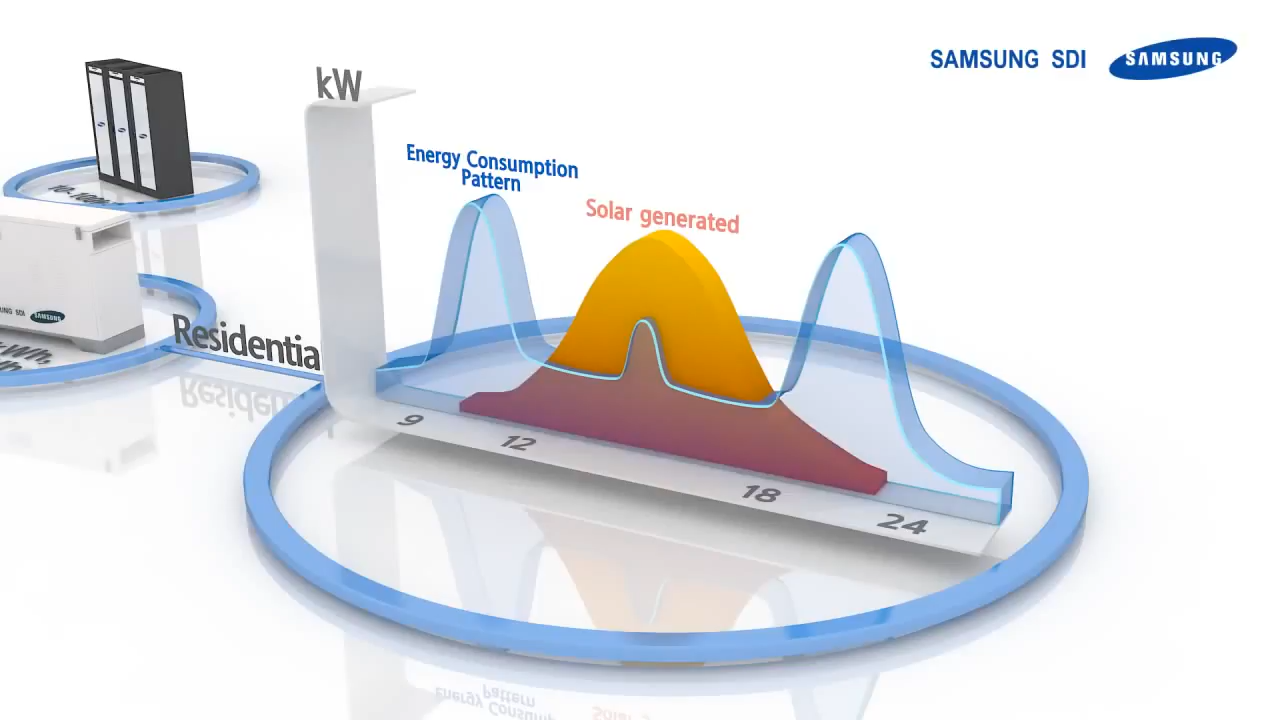 SAMSUNG SDI
SAMSUNG
kW
Energy Consumption
Pattern
Solar generated
Residentia
SAMSUNG
9
12
18
24